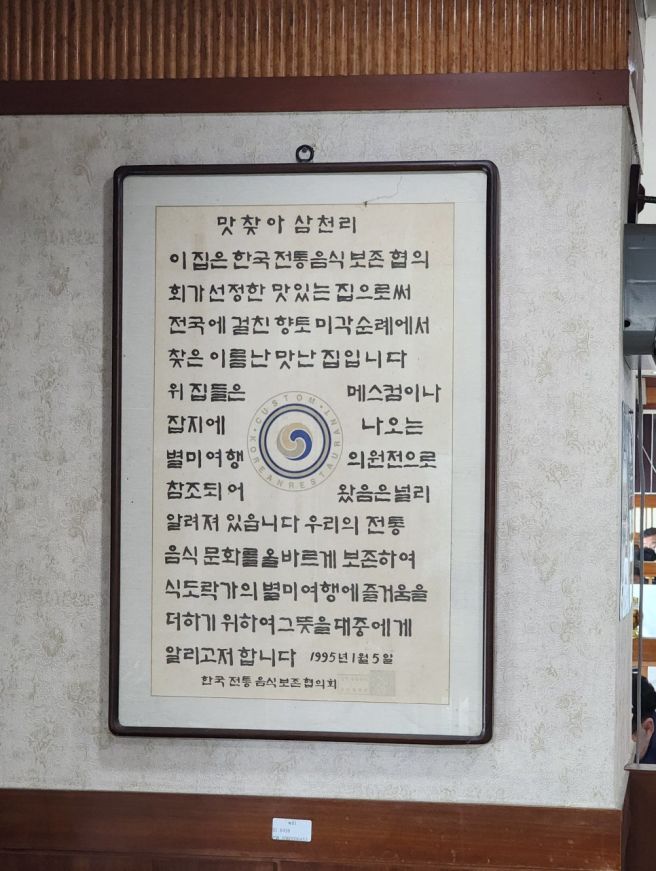 맛 찾아 삼천리
이 집은 한국 전통음식 보존 협의
회가 선정한 맛있는 집으로써
전국에 걸친 향토 미각순례에서
찾은 이름난 맛난 집입니다
위 집들은 메스컴이나
잡지에 나오는
별미여행 의원전으로
참조되어 왔음은 널리
알려져 있읍니다 우리의 전통
음식 문화를 올바르게 보존하여
식도락가의 별미여행에 즐거움을
더하기 위하여 그 뜻을 대중에게
알리고저 합니다 1995년 1월 5일
한국 전통 음식 보존 협의회
CUSTOM
KOREAN RESTAURANT